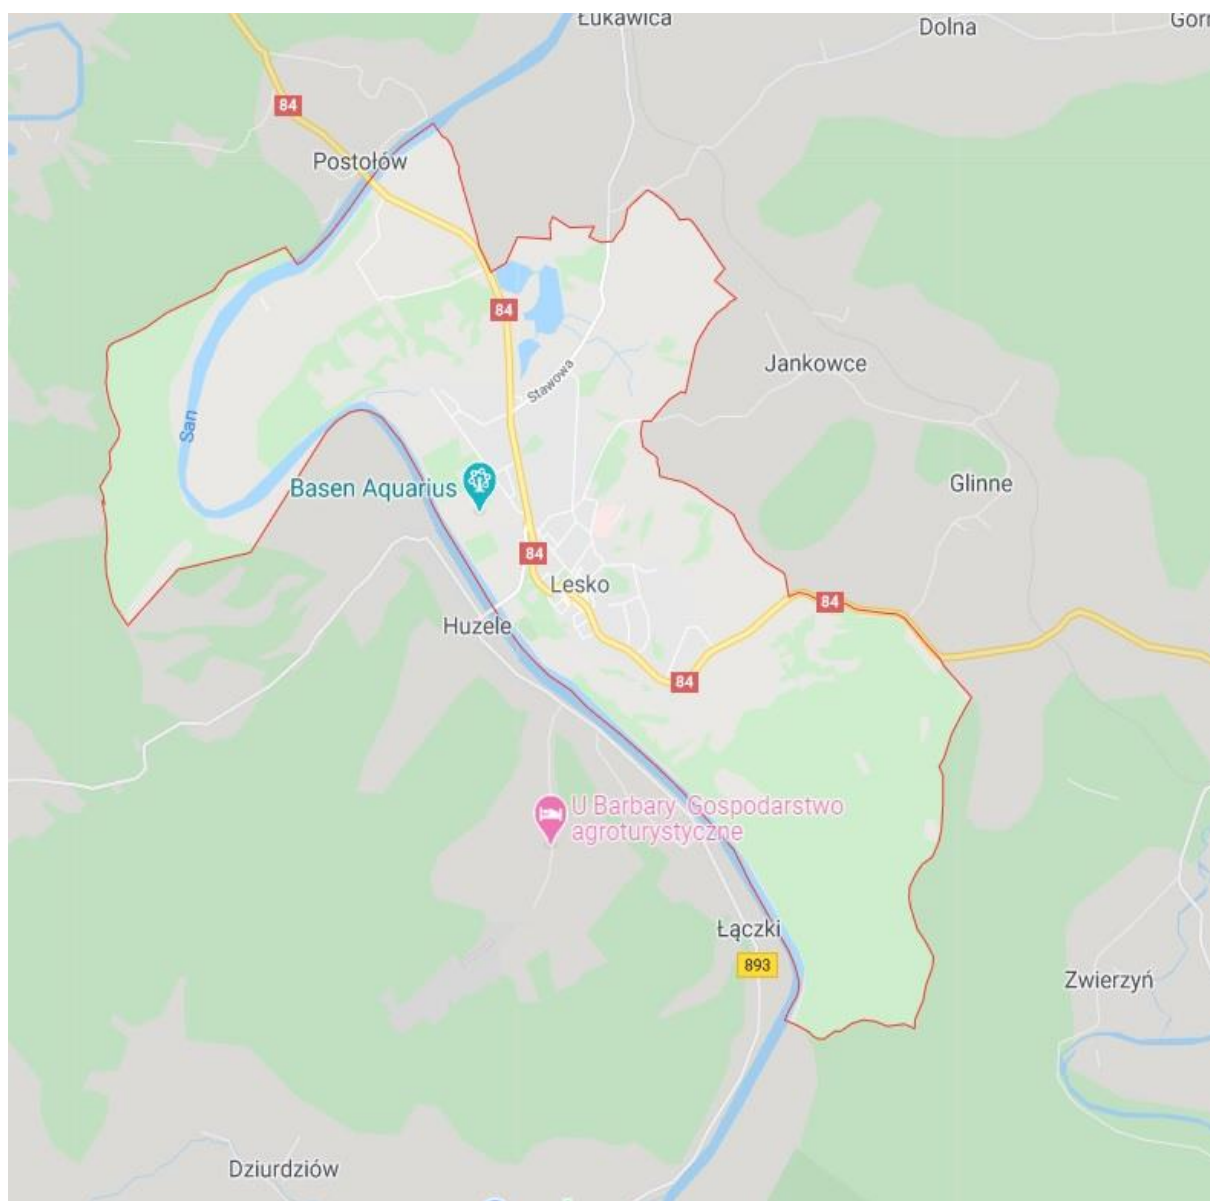 Łukawica
Dolna
Gór
84
Postołów
84
Jankowce
Stawowa
San
Basen Aquarius
Glinne
84
Lesko
84
Huzele
84
U Barbary Gospodarstwo
agroturystyczne
Łączki
893
Zwierzyń
Dziurdziów